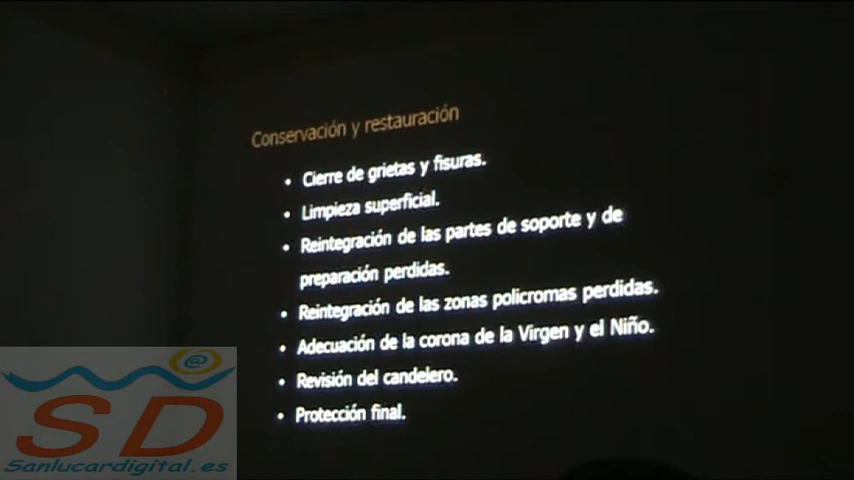 Conservación y restauración
• Cierre de grietas y fisuras.
• Limpieza superficial.
• Reintegración de las partes de soporte y de
preparación perdidas.
• Reintegración de las zonas policromas perdidas.
• Adecuación de la corona de la Virgen y el Niño.
• Revisión del candelero.
• Protección final.
@
SD
Sanlucardigital.es